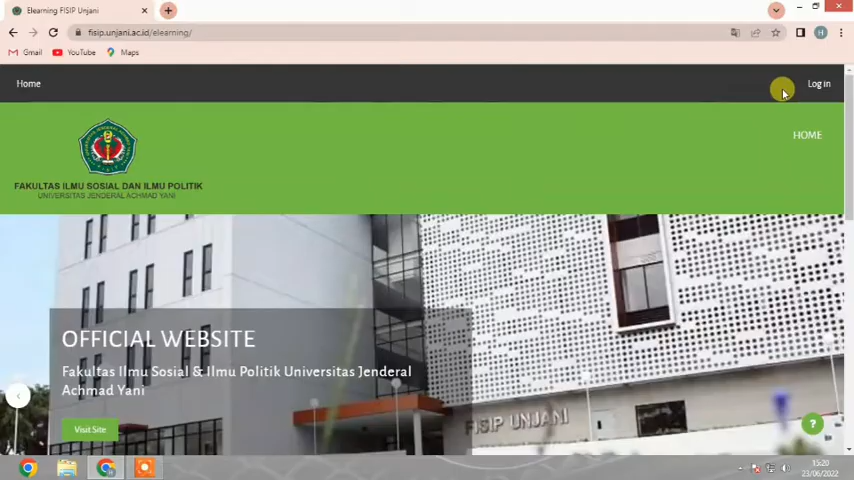 Elearning FISIP Unjani
fisip.unjani.ac.id/elearning/
H
Gmail
YouTube
Maps
Home
Log in
HOME
FAKULTAS ILMU SOSIAL DAN ILMU POLITIK
UNIVERSITAS JENDERAL ACHMAD YANI
OFFICIAL WEBSITE
Fakultas Ilmu Sosial & Ilmu Politik Universitas Jenderal
Achmad Yani
Visit Site
FISIP UNJANI
?
15:20
23/06/2022